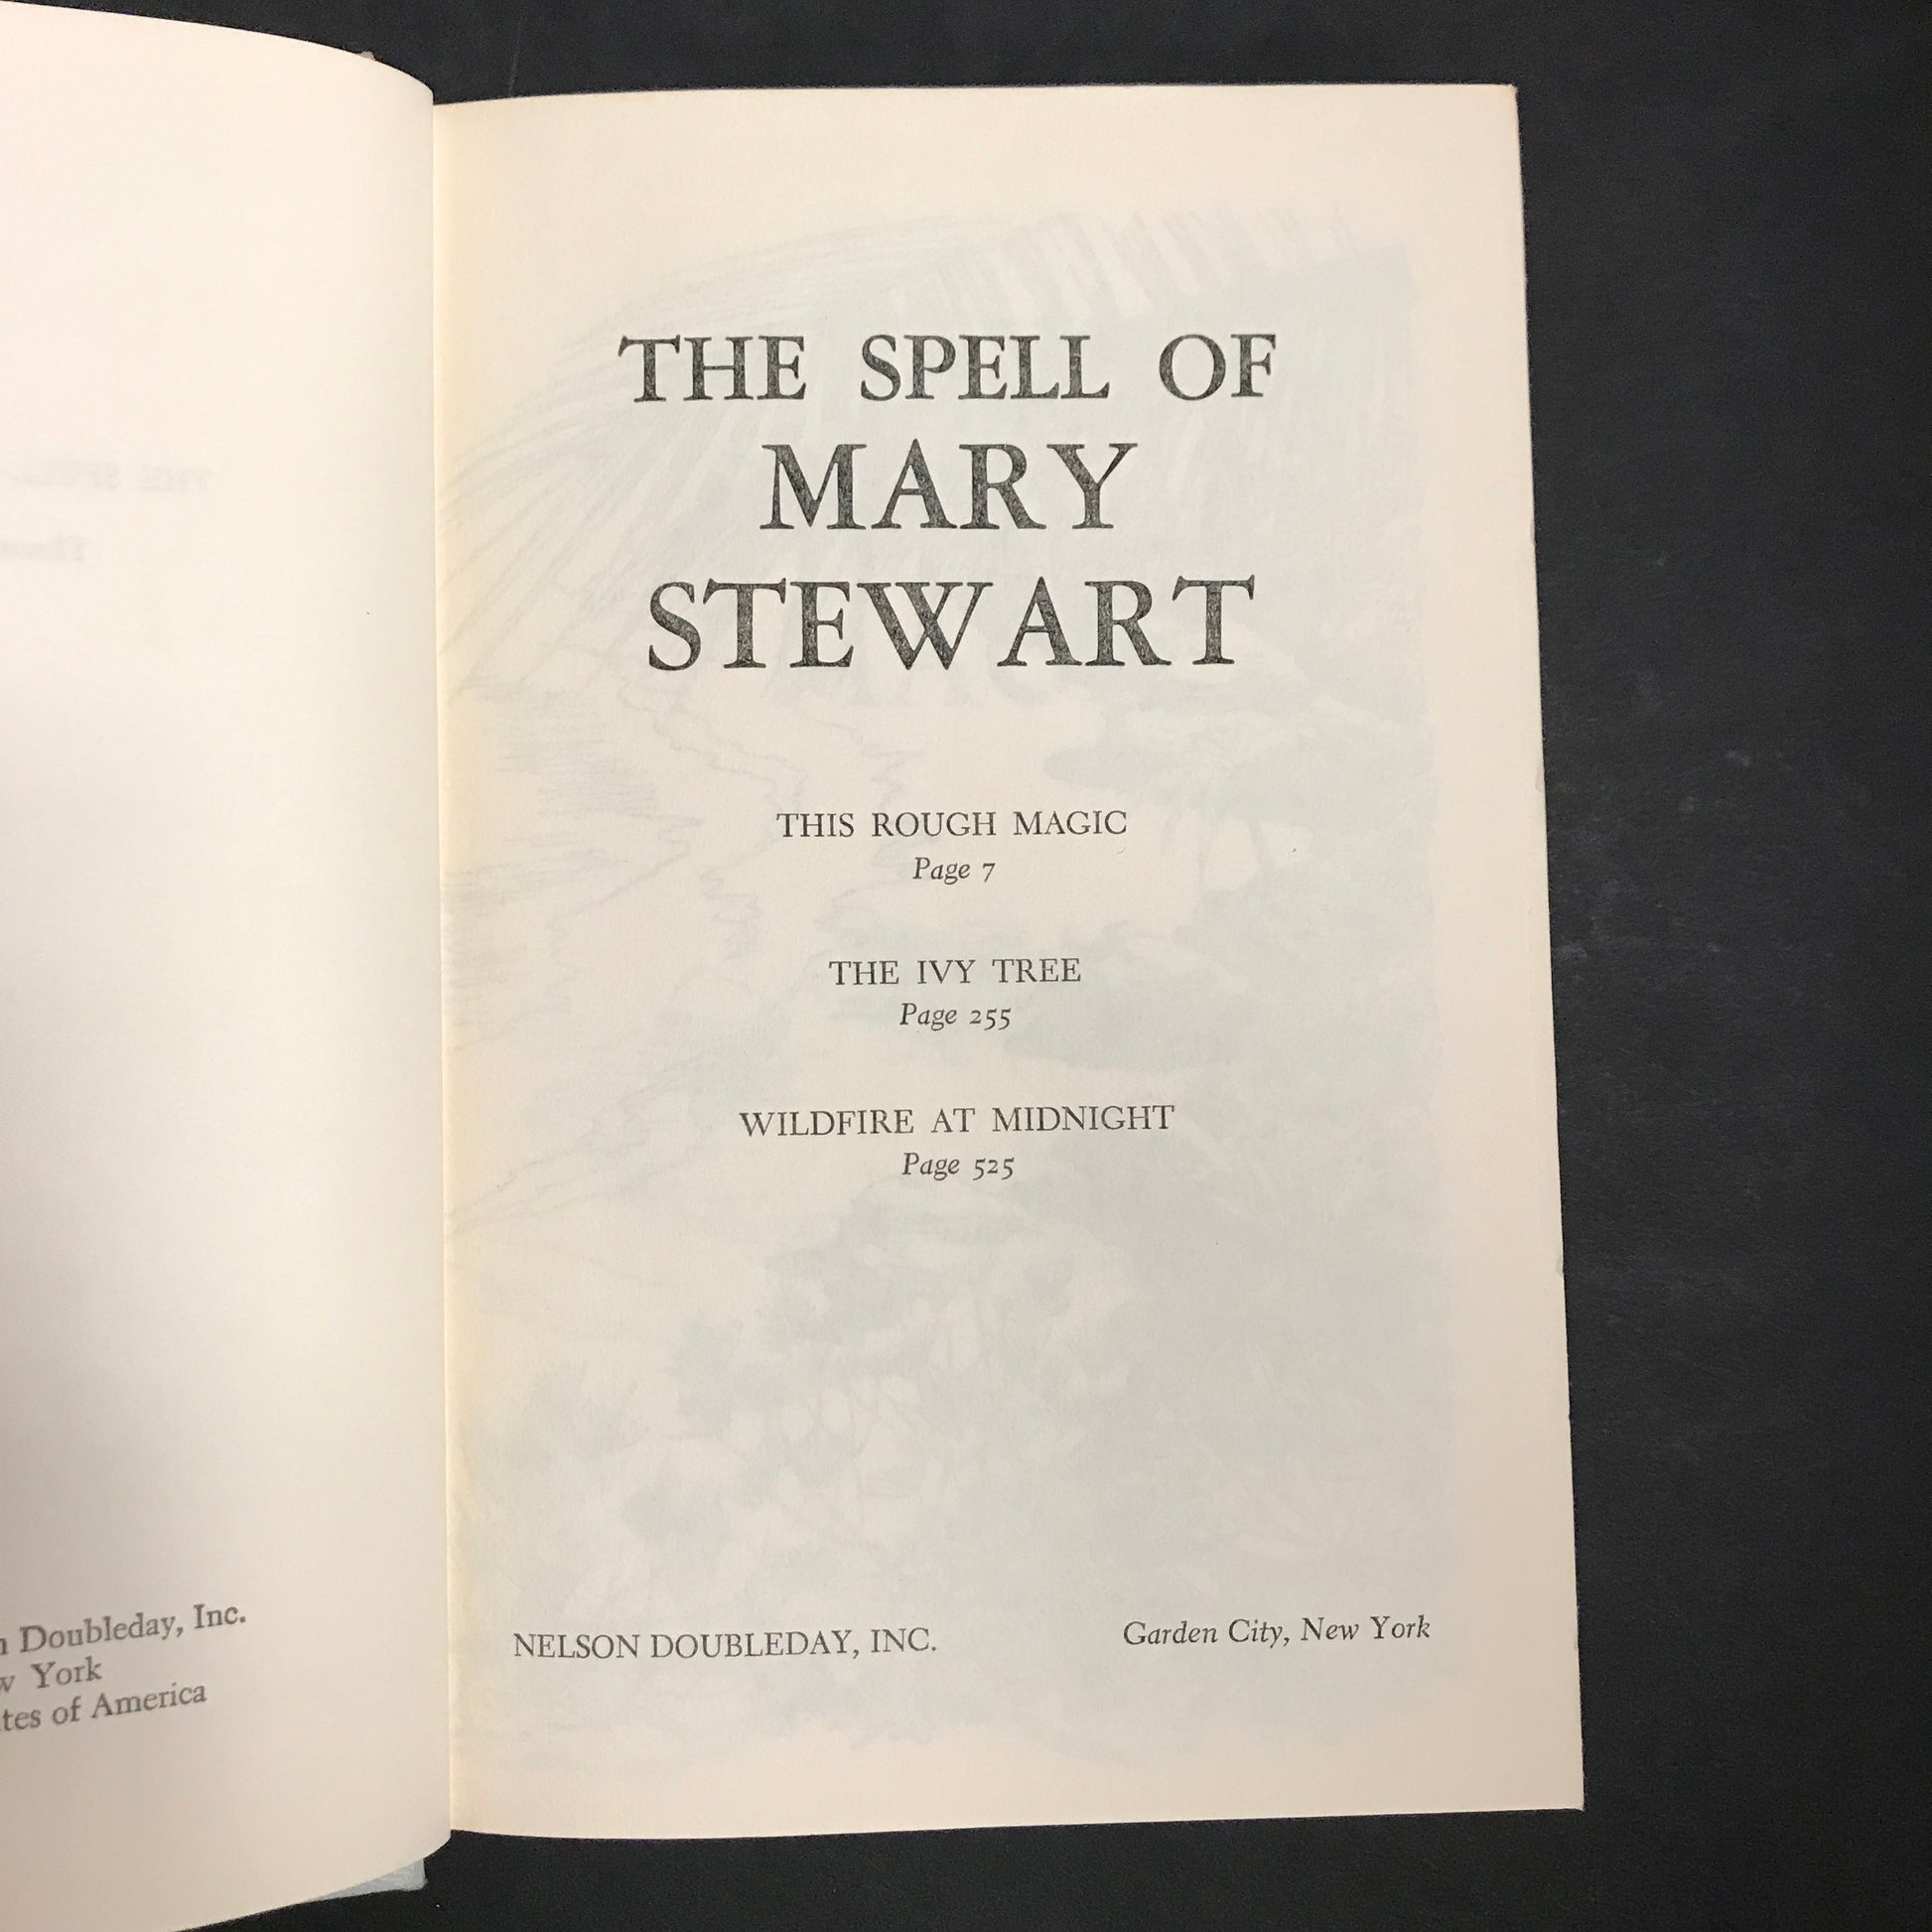 Doubleday, Inc.
York
of America
THE SPELL OF
MARY
STEWART
THIS ROUGH MAGIC
Page 7
THE IVY TREE
Page 255
WILDFIRE AT MIDNIGHT
Page 525
NELSON DOUBLEDAY, INC. Garden City, New York